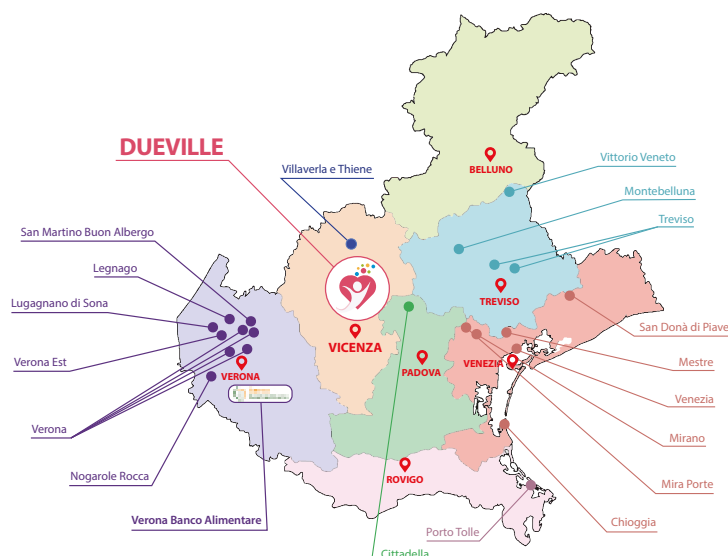 DUEVILLE
Villaverla e Thiene
BELLUNO
Vittorio Veneto
Montebelluna
Treviso
San Martino Buon Albergo
Legnago
Lugagnano di Sona
Verona Est
Verona
Nogarole Rocca
Verona Banco Alimentare
VERONA
VICENZA
PADOVA
TREVISO
VENEZIA
ROVIGO
San Donà di Piave
Mestre
Venezia
Mirano
Mira Porte
Chioggia
Porto Tolle
Cittadella